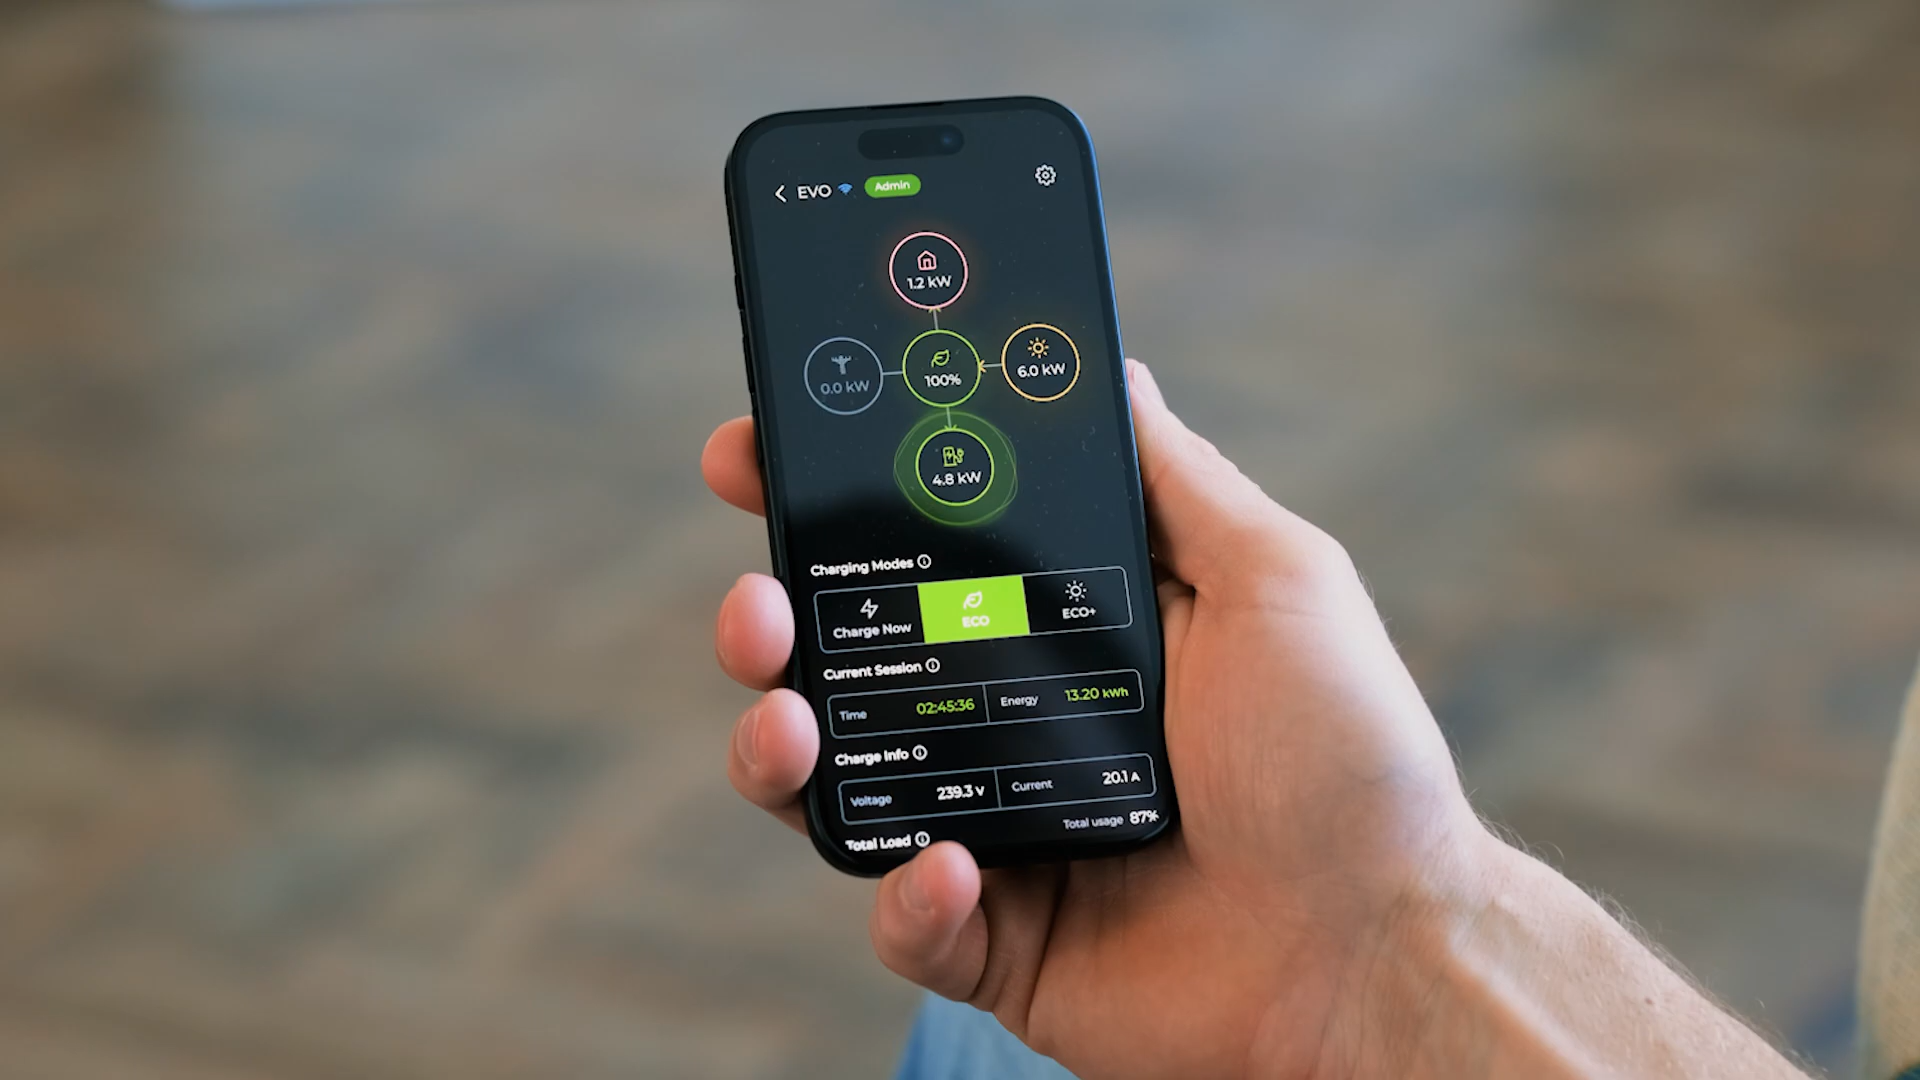 EVO Admin
1.2 kW
0.0 kW
100%
6.0 kW
4.8 kW
Charging Modes
Charge Now
ECO
ECO+
Current Session
Time 02:45:36 Energy 13.20 kWh
Charge Info
Voltage 239.3 V Current 20.1 A
Total Load Total usage 87%